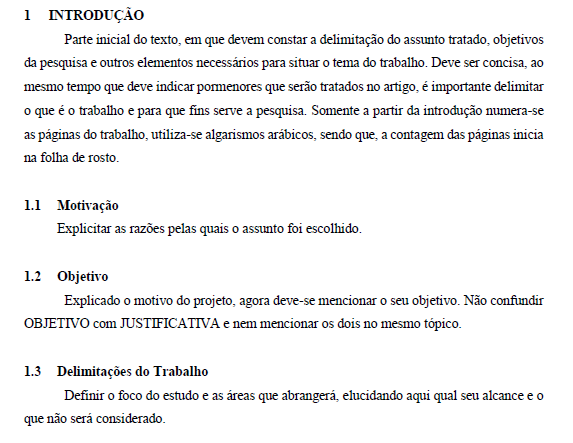 1 INTRODUÇÃO
Parte inicial do texto, em que devem constar a delimitação do assunto tratado, objetivos
da pesquisa e outros elementos necessários para situar o tema do trabalho. Deve ser concisa, ao
mesmo tempo que deve indicar pormenores que serão tratados no artigo, é importante delimitar
o que é o trabalho e para que fins serve a pesquisa. Somente a partir da introdução numera-se
as páginas do trabalho, utiliza-se algarismos arábicos, sendo que, a contagem das páginas inicia
na folha de rosto.
1.1 Motivação
Explicitar as razões pelas quais o assunto foi escolhido.
1.2 Objetivo
Explicado o motivo do projeto, agora deve-se mencionar o seu objetivo. Não confundir
OBJETIVO com JUSTIFICATIVA e nem mencionar os dois no mesmo tópico.
1.3 Delimitações do Trabalho
Definir o foco do estudo e as áreas que abrangerá, elucidando aqui qual seu alcance e o
que não será considerado.